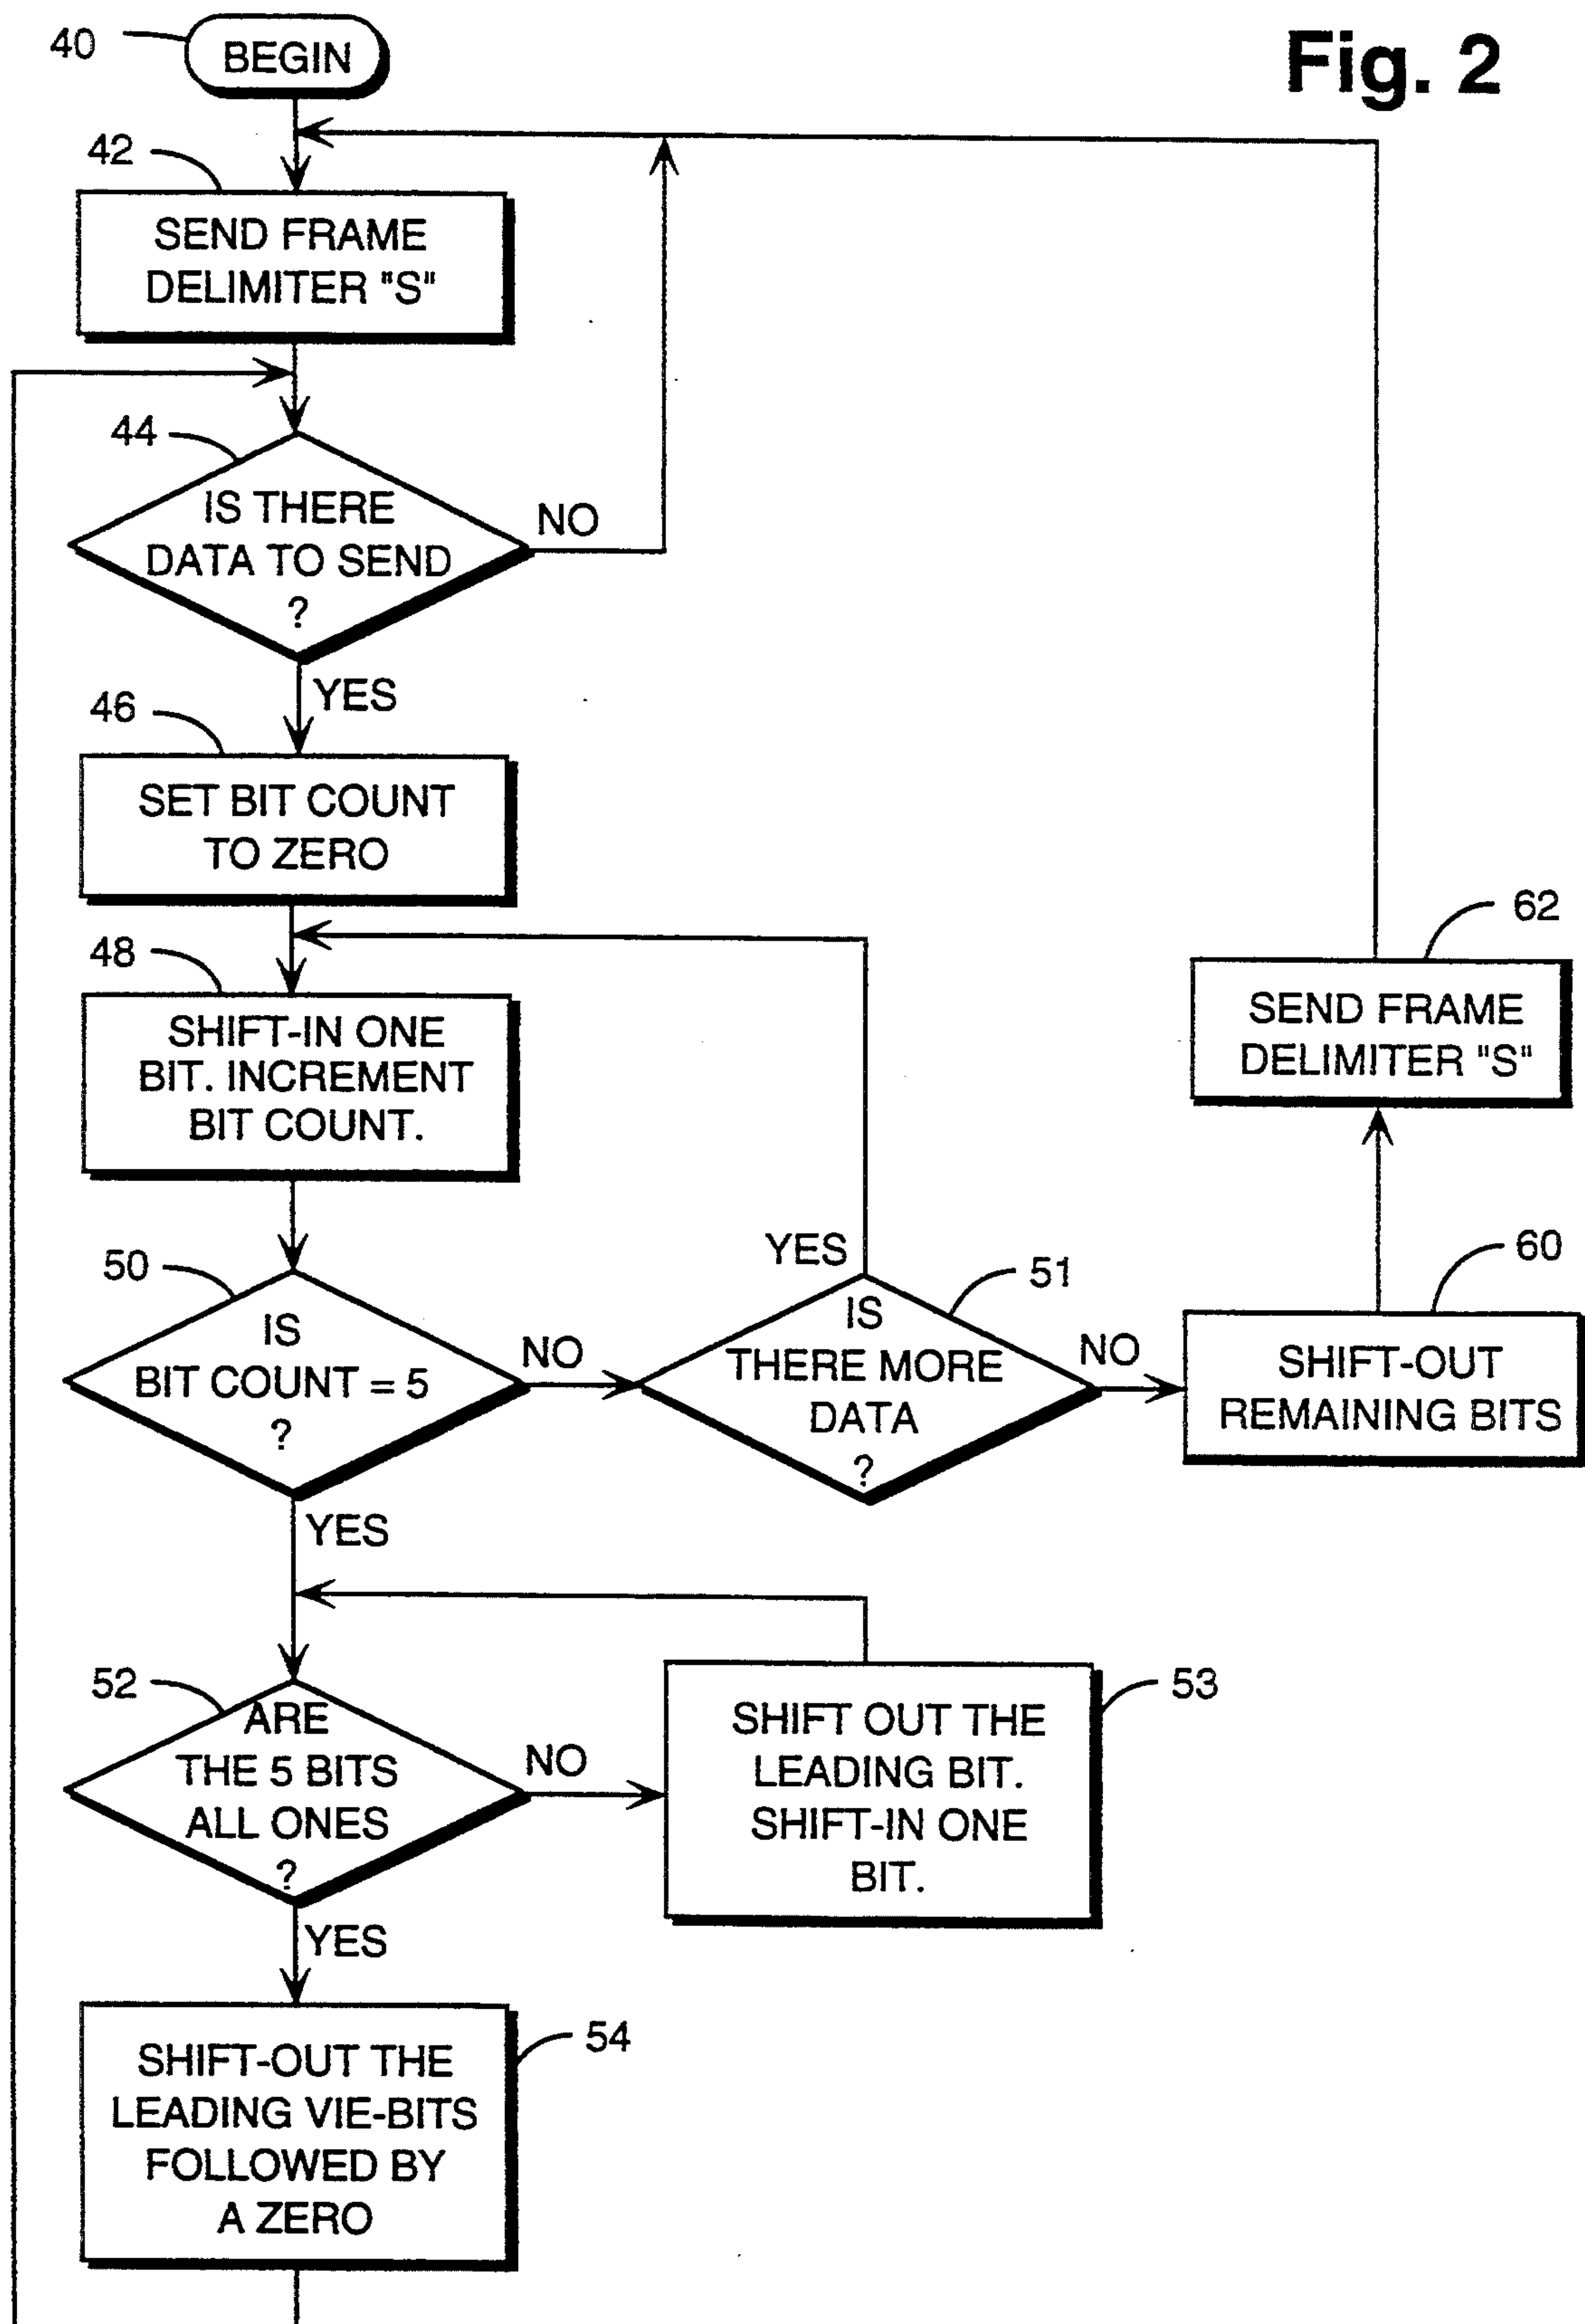 Fig. 2
40
BEGIN
42
SEND FRAME
DELIMITER "S"
44
IS THERE
DATA TO SEND
?
NO
YES
46
SET BIT COUNT
TO ZERO
48
SHIFT-IN ONE
BIT. INCREMENT
BIT COUNT.
50
IS
BIT COUNT = 5
?
NO
YES
51
IS
THERE MORE
DATA
?
YES
NO
60
SHIFT-OUT
REMAINING BITS
62
SEND FRAME
DELIMITER "S"
52
ARE
THE 5 BITS
ALL ONES
?
NO
YES
53
SHIFT OUT THE
LEADING BIT.
SHIFT-IN ONE
BIT.
54
SHIFT-OUT THE
LEADING VIE-BITS
FOLLOWED BY
A ZERO